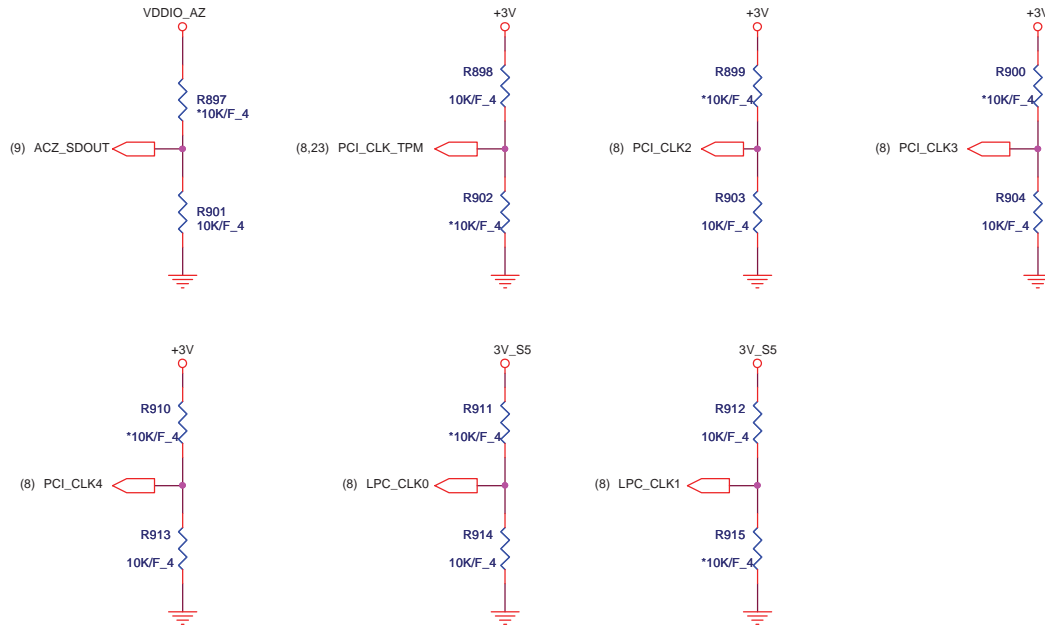 VDDIO_AZ
R897
*10K/F_4
(9) ACZ_SDOUT
R901
10K/F_4
+3V
R898
10K/F_4
(8,23) PCI_CLK_TPM
R902
*10K/F_4
+3V
R899
*10K/F_4
(8) PCI_CLK2
R903
10K/F_4
+3V
R900
*10K/F_4
(8) PCI_CLK3
R904
10K/F_4
+3V
R910
*10K/F_4
(8) PCI_CLK4
R913
10K/F_4
3V_S5
R911
*10K/F_4
(8) LPC_CLK0
R914
10K/F_4
3V_S5
R912
10K/F_4
(8) LPC_CLK1
R915
*10K/F_4